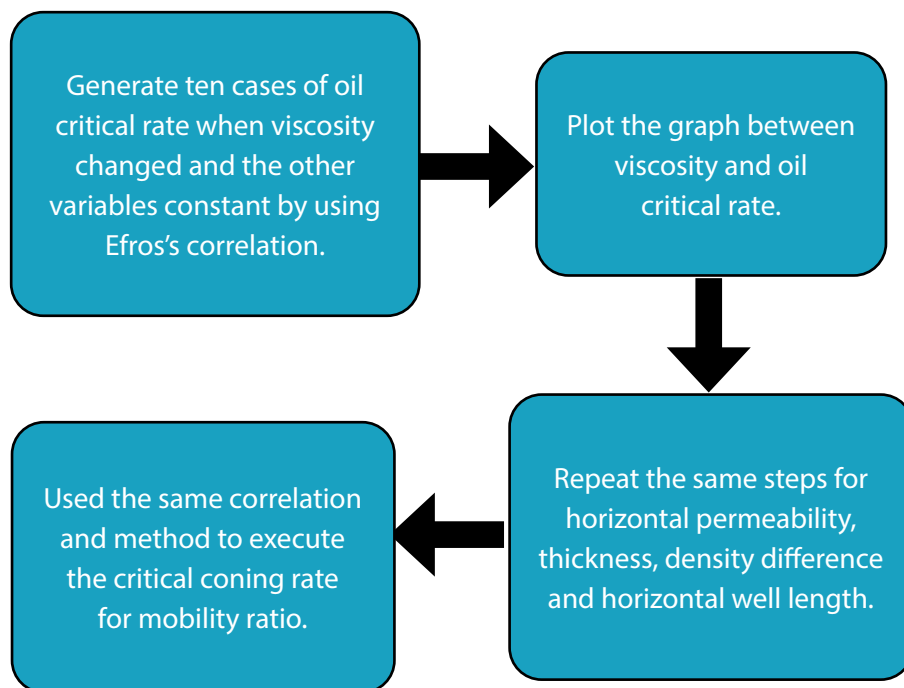 Generate ten cases of oil
critical rate when viscosity
changed and the other
variables constant by using
Efros’s correlation.
Plot the graph between
viscosity and oil
critical rate.
Repeat the same steps for
horizontal permeability,
thickness, density difference
and horizontal well length.
Used the same correlation
and method to execute
the critical coning rate
for mobility ratio.